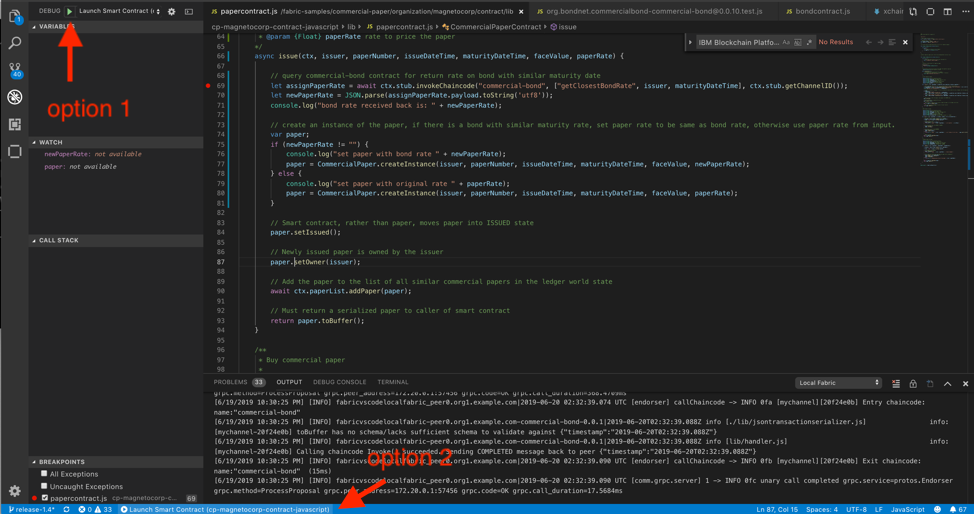 DEBUG Launch Smart Contract (c
papercontract.js /fabric-samples/commercial-paper/organization/magnetocorp/contract/lib
org.bondnet.commercialbond-commercial-bond@0.0.10.test.js
bondcontract.js
xchair
cp-magnetocorp-contract-javascript › lib › JS papercontract.js › CommercialPaperContract › issue
VARIABLES
option 1
WATCH
newPaperRate: not available
paper: not available
CALL STACK
BREAKPOINTS
All Exceptions
Uncaught Exceptions
papercontract.js cp-magnetocorp-c... 69
1
40
IBM Blockchain Platfo... Aa No Results
64 * @param {Float} paperRate rate to price the paper
65 */
66 async issue(ctx, issuer, paperNumber, issueDateTime, maturityDateTime, faceValue, paperRate) {
67
68 // query commercial-bond contract for return rate on bond with similar maturity date
69 let assignPaperRate = await ctx.stub.invokeChaincode("commercial-bond", ["getClosestBondRate", issuer, maturityDateTime], ctx.stub.getChannelID());
70 let newPaperRate = JSON.parse(assignPaperRate.payload.toString('utf8'));
71 console.log("bond rate received back is: " + newPaperRate);
72
73 // create an instance of the paper, if there is a bond with similar maturity rate, set paper rate to be same as bond rate, otherwise use paper rate from input.
74 var paper;
75 if (newPaperRate != "") {
76 console.log("set paper with bond rate " + newPaperRate);
77 paper = CommercialPaper.createInstance(issuer, paperNumber, issueDateTime, maturityDateTime, faceValue, newPaperRate);
78 } else {
79 console.log("set paper with original rate " + paperRate);
80 paper = CommercialPaper.createInstance(issuer, paperNumber, issueDateTime, maturityDateTime, faceValue, paperRate);
81 }
82
83 // Smart contract, rather than paper, moves paper into ISSUED state
84 paper.setIssued();
85
86 // Newly issued paper is owned by the issuer
87 paper.setOwner(issuer);
88
89 // Add the paper to the list of all similar commercial papers in the ledger world state
90 await ctx.paperList.addPaper(paper);
91
92 // Must return a serialized paper to caller of smart contract
93 return paper.toBuffer();
94 }
95
96 /**
97 * Buy commercial paper
98 *
PROBLEMS 33 OUTPUT DEBUG CONSOLE TERMINAL Local Fabric
[6/19/2019 10:30:25 PM] [INFO] fabricvscodelocalfabric_peer0.org1.example.com|2019-06-20 02:32:39.074 UTC [endorser] callChaincode -> INFO 0fa [mychannel][20f24e0b] Entry chaincode:
name:"commercial-bond"
[6/19/2019 10:30:25 PM] [INFO] fabricvscodelocalfabric_peer0.org1.example.com-commercial-bond-0.0.1|2019-06-20T02:32:39.088Z info [./lib/jsontransactionserializer.js] info:
[mychannel-20f24e0b] toBuffer has no schema/lacks sufficient schema to validate against {"timestamp":"2019-06-20T02:32:39.088Z"}
[6/19/2019 10:30:25 PM] [INFO] fabricvscodelocalfabric_peer0.org1.example.com-commercial-bond-0.0.1|2019-06-20T02:32:39.088Z info [lib/handler.js] info:
[mychannel-20f24e0b] Calling chaincode Invoke() succeeded. Sending COMPLETED message back to peer {"timestamp":"2019-06-20T02:32:39.088Z"}
[6/19/2019 10:30:25 PM] [INFO] fabricvscodelocalfabric_peer0.org1.example.com|2019-06-20 02:32:39.090 UTC [endorser] callChaincode -> INFO 0fb [mychannel][20f24e0b] Exit chaincode:
name:"commercial-bond" (15ms)
[6/19/2019 10:30:25 PM] [INFO] fabricvscodelocalfabric_peer0.org1.example.com|2019-06-20 02:32:39.090 UTC [comm.grpc.server] 1 -> INFO 0fc unary call completed grpc.service=protos.Endorser
grpc.method=ProcessProposal grpc.peer_address=172.20.0.1:57456 grpc.code=OK grpc.call_duration=17.5684ms
option 2
release-1.4* 0 33 Launch Smart Contract (cp-magnetocorp-contract-javascript) Ln 87, Col 15 Spaces: 4 UTF-8 LF JavaScript 67